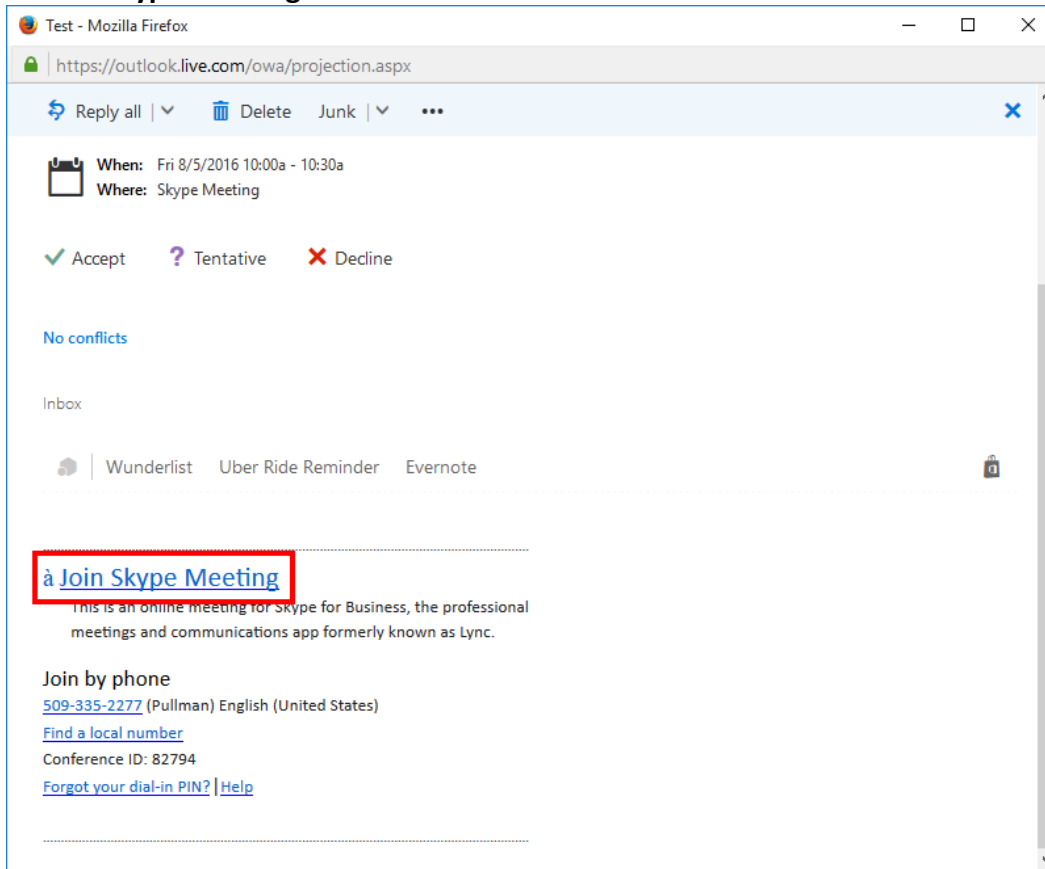 Test - Mozilla Firefox
https://outlook.live.com/owa/projection.aspx
Reply all | Delete Junk | •••
When: Fri 8/5/2016 10:00a - 10:30a
Where: Skype Meeting
Accept ? Tentative Decline
No conflicts
Inbox
Wunderlist Uber Ride Reminder Evernote
à Join Skype Meeting
This is an online meeting for Skype for Business, the professional
meetings and communications app formerly known as Lync.
Join by phone
509-335-2277 (Pullman) English (United States)
Find a local number
Conference ID: 82794
Forgot your dial-in PIN? | Help